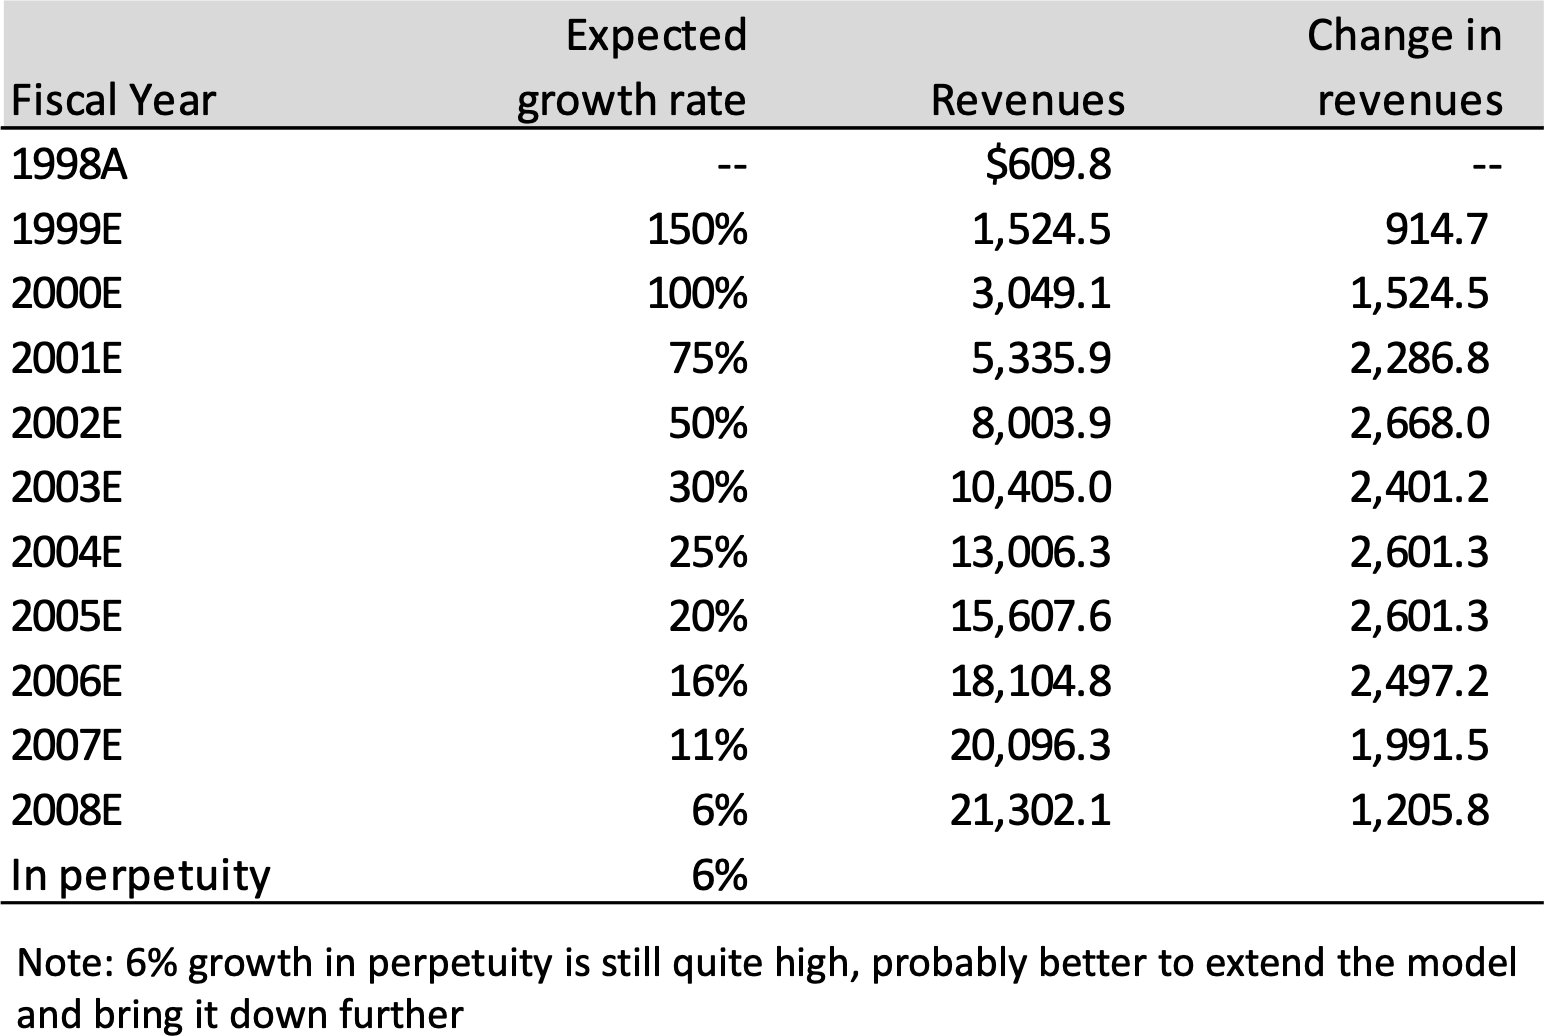 Expected Change in
Fiscal Year growth rate Revenues revenues
1998A -- $609.8 --
1999E 150% 1,524.5 914.7
2000E 100% 3,049.1 1,524.5
2001E 75% 5,335.9 2,286.8
2002E 50% 8,003.9 2,668.0
2003E 30% 10,405.0 2,401.2
2004E 25% 13,006.3 2,601.3
2005E 20% 15,607.6 2,601.3
2006E 16% 18,104.8 2,497.2
2007E 11% 20,096.3 1,991.5
2008E 6% 21,302.1 1,205.8
In perpetuity 6%
Note: 6% growth in perpetuity is still quite high, probably better to extend the model
and bring it down further